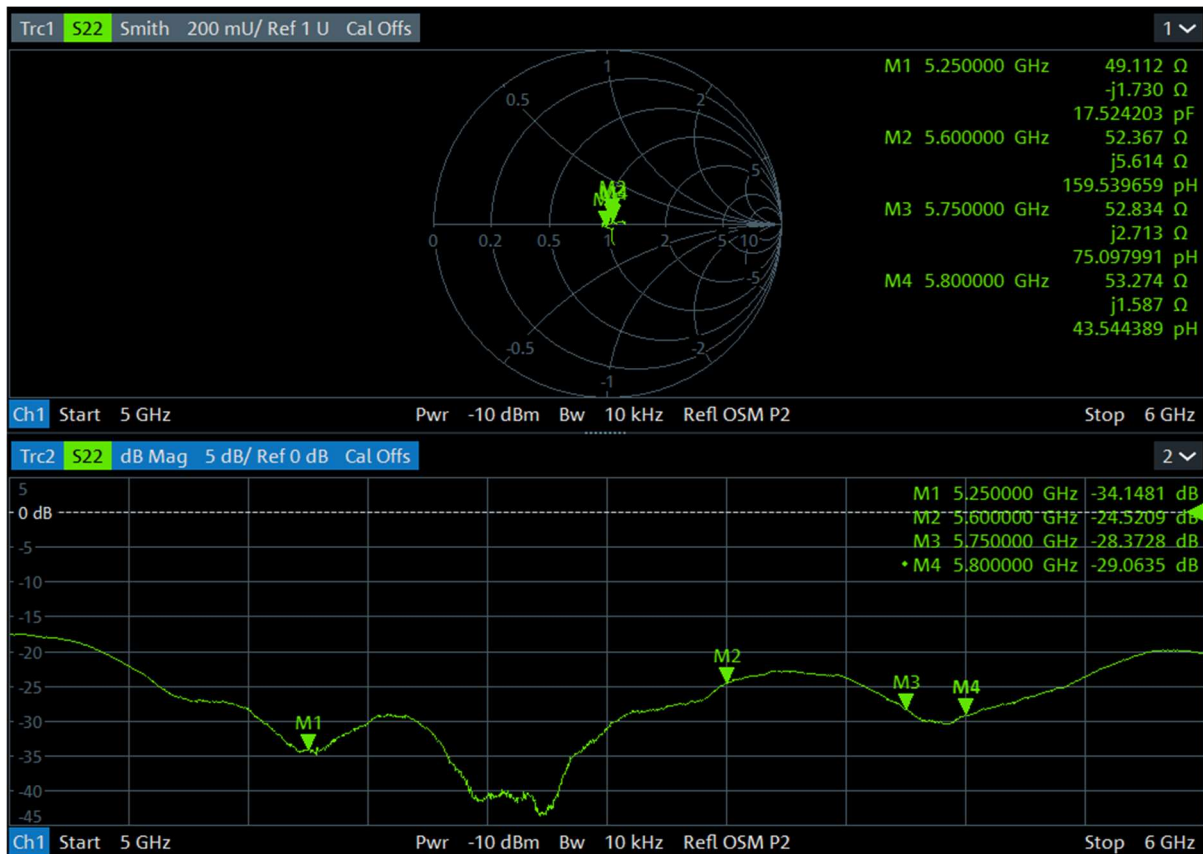 Trc1 S22 Smith 200 mU/ Ref 1 U Cal Offs 1
M1 5.250000 GHz 49.112 Ω
-j1.730 Ω
17.524203 pF
M2 5.600000 GHz 52.367 Ω
j5.614 Ω
159.539659 pH
M3 5.750000 GHz 52.834 Ω
j2.713 Ω
75.097991 pH
M4 5.800000 GHz 53.274 Ω
j1.587 Ω
43.544389 pH
1
0.5 2
5
M2
0 0.2 0.5 1 2 5 10
-5
-0.5 -2
-1
Ch1 Start 5 GHz Pwr -10 dBm Bw 10 kHz Refl OSM P2 Stop 6 GHz
Trc2 S22 dB Mag 5 dB/ Ref 0 dB Cal Offs 2
M1 5.250000 GHz -34.1481 dB
M2 5.600000 GHz -24.5209 dB
M3 5.750000 GHz -28.3728 dB
M4 5.800000 GHz -29.0635 dB
5
0 dB
-5
-10
-15
-20
-25
-30
-35
-40
-45
M1
M2
M3
M4
Ch1 Start 5 GHz Pwr -10 dBm Bw 10 kHz Refl OSM P2 Stop 6 GHz